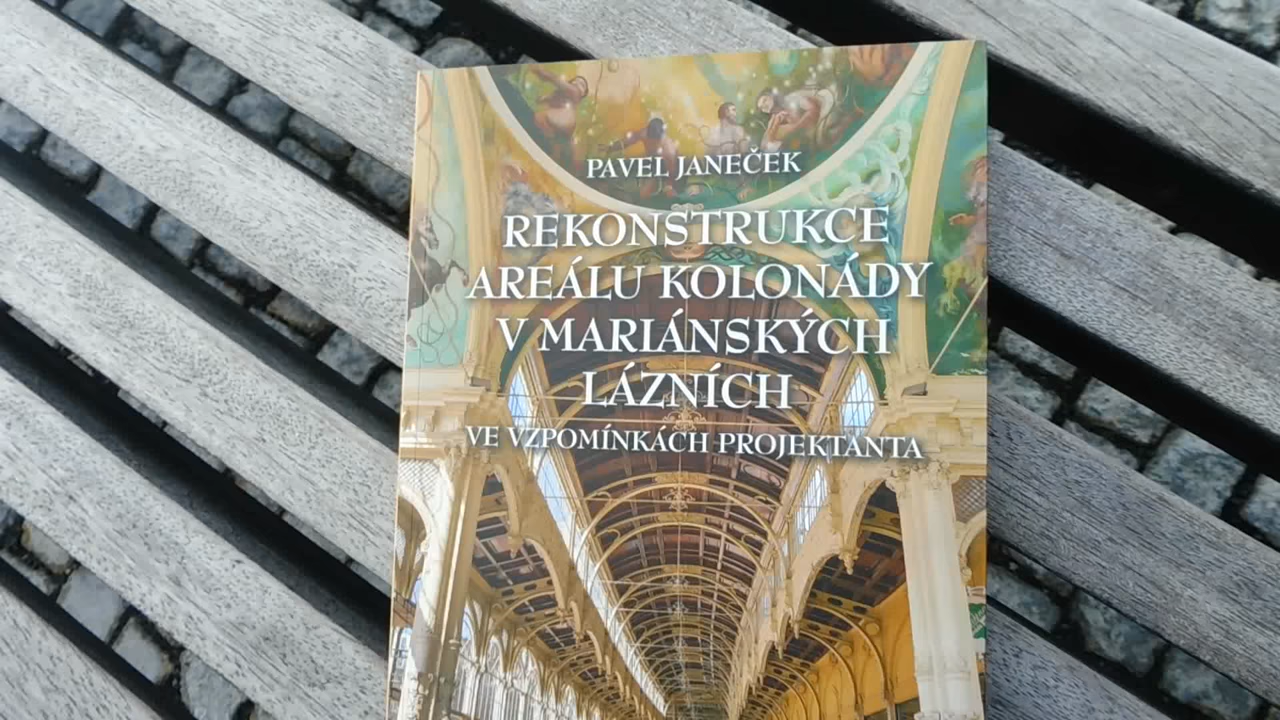 PAVEL JANEČEK
REKONSTRUKCE
AREÁLU KOLONÁDY
V MARIÁNSKÝCH
LÁZNÍCH
VE VZPOMÍNKÁCH PROJEKTANTA